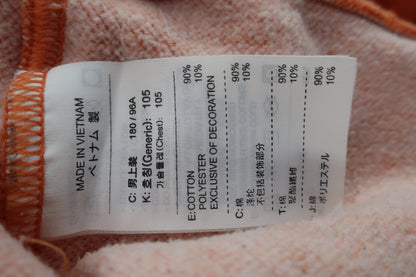 MADE IN VIETNAM
ベトナム 製
C: 男上装 180 / 96A
K: 호칭(Generic): 105
가슴둘레(Chest): 105
E: COTTON 90%
POLYESTER 10%
EXCLUSIVE OF DECORATION
C: 棉 90%
涤纶 10%
不包括装饰部分
T: 棉 90%
聚酯纖維 10%
J: 綿 90%
ポリエステル 10%